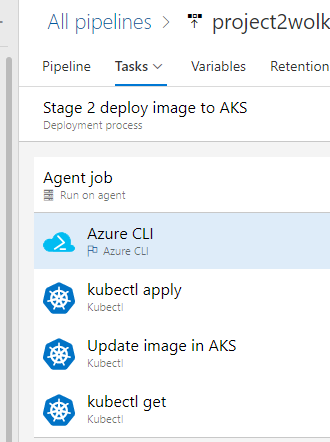 All pipelines > project2wolk
Pipeline Tasks Variables Retention
Stage 2 deploy image to AKS
Deployment process
Agent job
Run on agent
Azure CLI
Azure CLI
kubectl apply
Kubectl
Update image in AKS
Kubectl
kubectl get
Kubectl